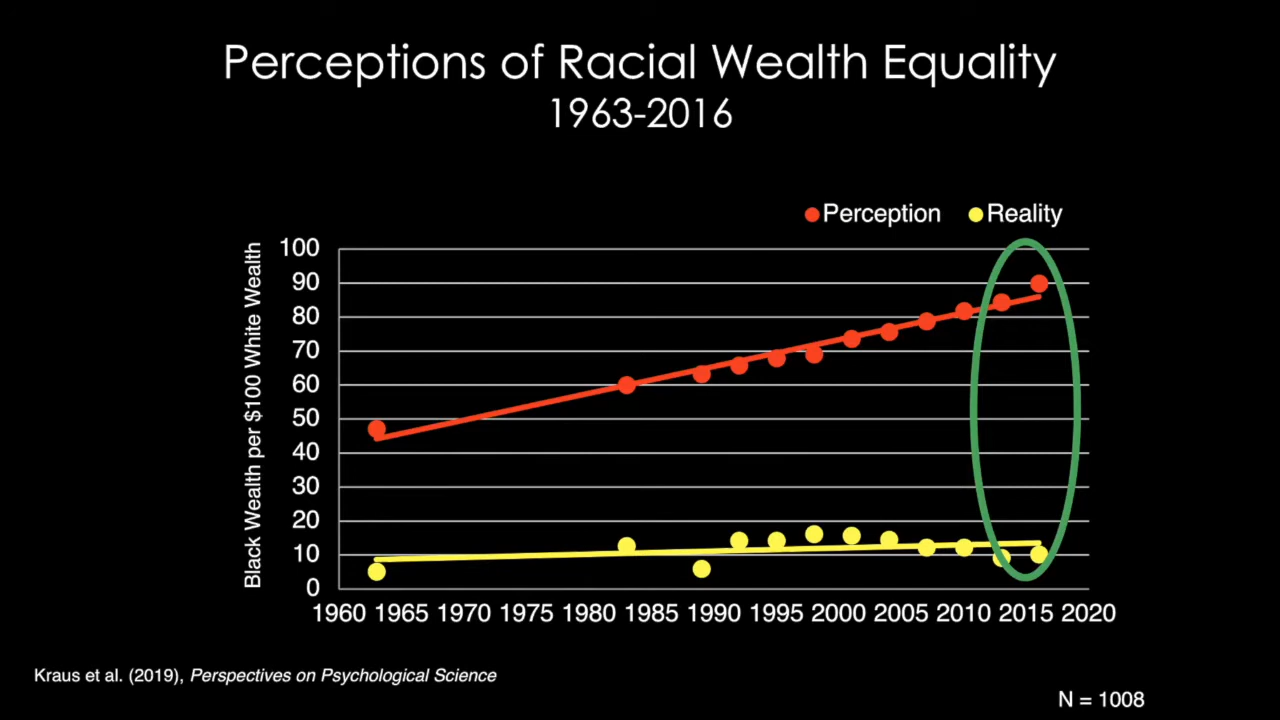 Perceptions of Racial Wealth Equality
1963-2016
Perception
Reality
Black Wealth per $100 White Wealth
100
90
80
70
60
50
40
30
20
10
0
1960 1965 1970 1975 1980 1985 1990 1995 2000 2005 2010 2015 2020
Kraus et al. (2019), Perspectives on Psychological Science
N = 1008